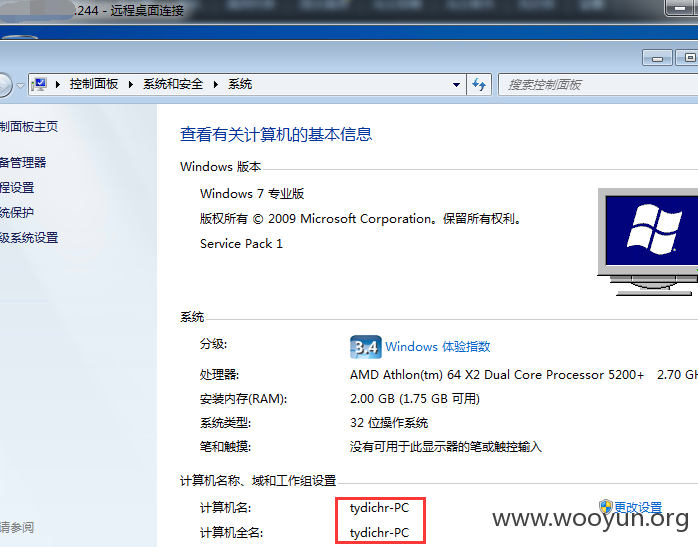 .244 - 远程桌面连接
控制面板 ▸ 系统和安全 ▸ 系统
搜索控制面板
制面板主页
备管理器
程设置
统保护
级系统设置
请参阅
查看有关计算机的基本信息
Windows 版本
Windows 7 专业版
版权所有 © 2009 Microsoft Corporation。保留所有权利。
Service Pack 1
系统
分级: 3.4 Windows 体验指数
处理器: AMD Athlon(tm) 64 X2 Dual Core Processor 5200+ 2.70 GH
安装内存(RAM): 2.00 GB (1.75 GB 可用)
系统类型: 32 位操作系统
笔和触摸: 没有可用于此显示器的笔或触控输入
计算机名称、域和工作组设置
计算机名: tydichr-PC 更改设置
计算机全名: tydichr-PC
www.wooyun.org